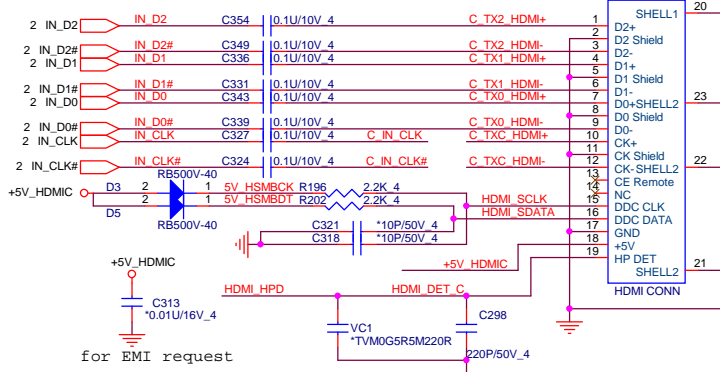 SHELL1 20
2 IN_D2 IN_D2 C354 0.1U/10V_4 C_TX2_HDMI+ 1 D2+
2 D2 Shield
2 IN_D2# IN_D2# C349 0.1U/10V_4 C_TX2_HDMI- 3 D2-
2 IN_D1 IN_D1 C336 0.1U/10V_4 C_TX1_HDMI+ 4 D1+
5 D1 Shield
2 IN_D1# IN_D1# C331 0.1U/10V_4 C_TX1_HDMI- 6 D1-
2 IN_D0 IN_D0 C343 0.1U/10V_4 C_TX0_HDMI+ 7 D0+SHELL2 23
8 D0 Shield
2 IN_D0# IN_D0# C339 0.1U/10V_4 C_TX0_HDMI- 9 D0-
2 IN_CLK IN_CLK C327 0.1U/10V_4 C_IN_CLK C_TXC_HDMI+ 10 CK+
11 CK Shield
2 IN_CLK# IN_CLK# C324 0.1U/10V_4 C_IN_CLK# C_TXC_HDMI- 12 CK-SHELL2 22
RB500V-40 13 CE Remote
+5V_HDMIC D3 2 1 5V_HSMBCK R196 2.2K_4 14 NC
D5 2 1 5V_HSMBDT R202 2.2K_4 HDMI_SCLK 15 DDC CLK
RB500V-40 HDMI_SDATA 16 DDC DATA
C321 *10P/50V_4 17 GND
C318 *10P/50V_4 18 +5V
+5V_HDMIC +5V_HDMIC 19 HP DET
SHELL2 21
HDMI CONN
HDMI_HPD HDMI_DET_C
C313
*0.01U/16V_4
C298
VC1
*TVM0G5R5M220R
220P/50V_4
for EMI request